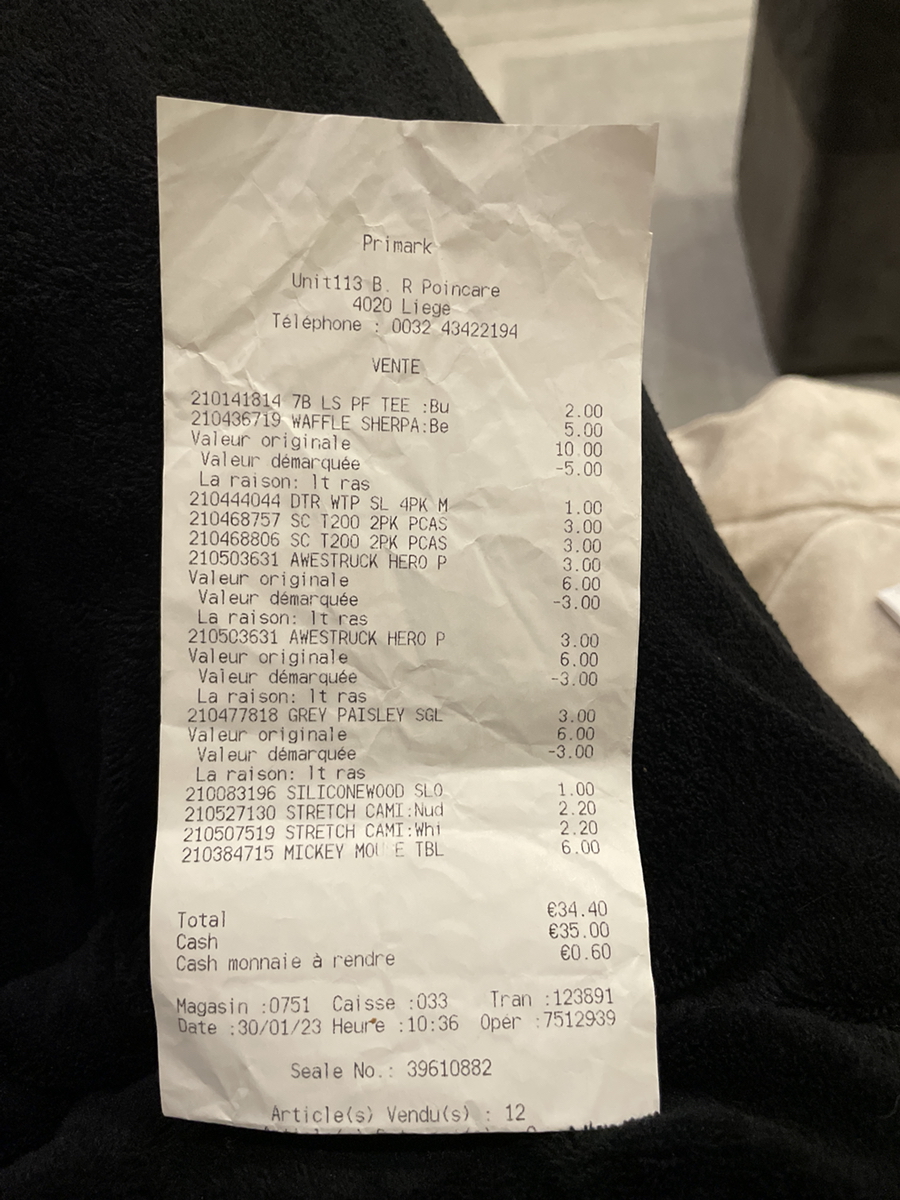 Primark
Unit113 B. R Poincare
4020 Liege
Téléphone : 0032 43422194
VENTE
210141814 7B LS PF TEE :Bu 2.00
210436719 WAFFLE SHERPA:Be 5.00
Valeur originale 10.00
Valeur démarquée -5.00
La raison: 1t ras
210444044 DTR WTP SL 4PK M 1.00
210468757 SC T200 2PK PCAS 3.00
210468806 SC T200 2PK PCAS 3.00
210503631 AWESTRUCK HERO P 3.00
Valeur originale 6.00
Valeur démarquée -3.00
La raison: 1t ras
210503631 AWESTRUCK HERO P 3.00
Valeur originale 6.00
Valeur démarquée -3.00
La raison: 1t ras
210477818 GREY PAISLEY SGL 3.00
Valeur originale 6.00
Valeur démarquée -3.00
La raison: 1t ras
210083196 SILICONEWOOD SLO 1.00
210527130 STRETCH CAMI:Nud 2.20
210507519 STRETCH CAMI:Whi 2.20
210384715 MICKEY MOUSE TBL 6.00
Total €34.40
Cash €35.00
Cash monnaie à rendre €0.60
Magasin :0751 Caisse :033 Tran :123891
Date :30/01/23 Heure :10:36 Oper :7512939
Seale No.: 39610882
Article(s) Vendu(s) : 12